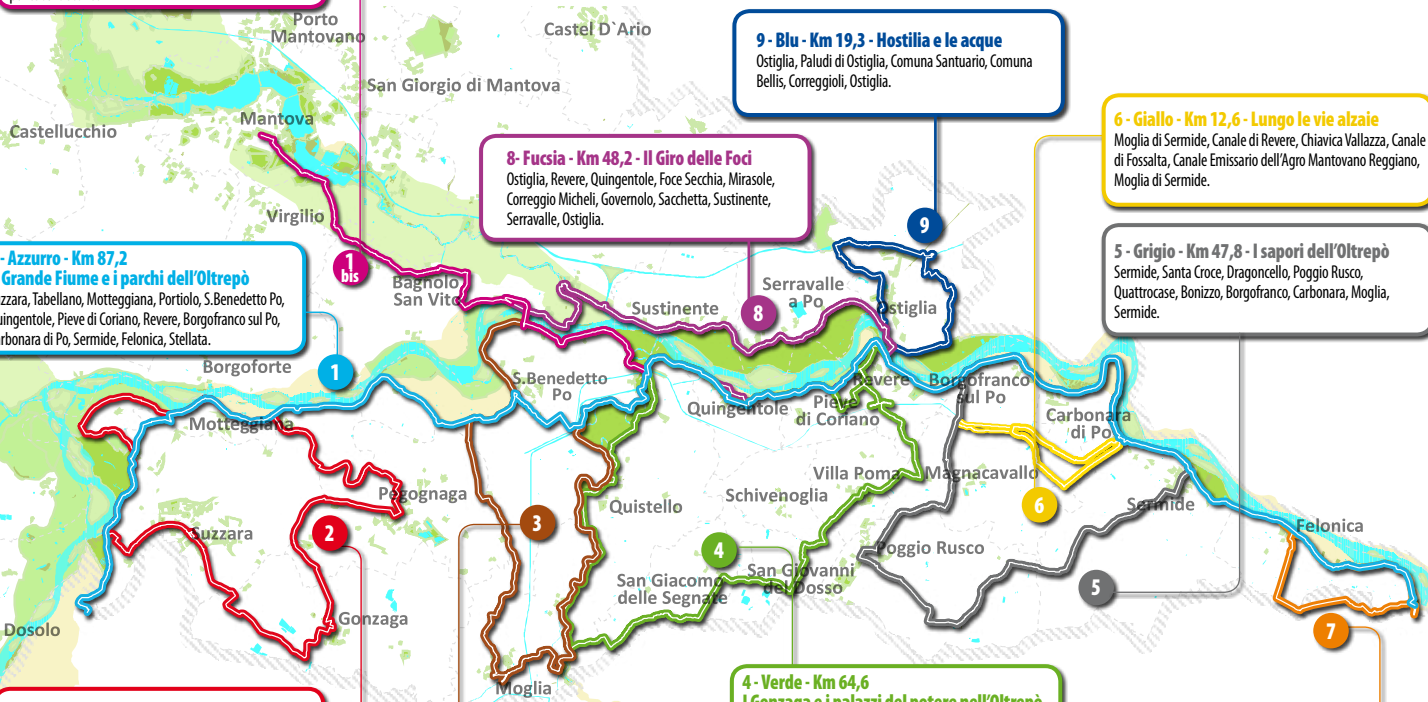 Porto
Mantovano
Castel D`Ario
San Giorgio di Mantova
Castellucchio
Mantova
Virgilio
9 - Blu - Km 19,3 - Hostilia e le acque
Ostiglia, Paludi di Ostiglia, Comuna Santuario, Comuna
Bellis, Correggioli, Ostiglia.
6 - Giallo - Km 12,6 - Lungo le vie alzaie
Moglia di Sermide, Canale di Revere, Chiavica Vallazza, Canale
di Fossalta, Canale Emissario dell'Agro Mantovano Reggiano,
Moglia di Sermide.
8- Fucsia - Km 48,2 - Il Giro delle Foci
Ostiglia, Revere, Quingentole, Foce Secchia, Mirasole,
Correggio Micheli, Governolo, Sacchetta, Sustinente,
Serravalle, Ostiglia.
5 - Grigio - Km 47,8 - I sapori dell'Oltrepò
Sermide, Santa Croce, Dragoncello, Poggio Rusco,
Quattrocase, Bonizzo, Borgofranco, Carbonara, Moglia,
Sermide.
- Azzurro - Km 87,2
Grande Fiume e i parchi dell'Oltrepò
zzara, Tabellano, Motteggiana, Portiolo, S.Benedetto Po,
uingentole, Pieve di Coriano, Revere, Borgofranco sul Po,
rbonara di Po, Sermide, Felonica, Stellata.
9
1
bis
Bagnolo
San Vito
Sustinente
Serravalle
a Po
8
Ostiglia
Borgoforte
1
S.Benedetto
Po
Quingentole
Revere
Pieve
di Coriano
Borgofranco
sul Po
Carbonara
di Po
Motteggiana
Pegognaga
Suzzara
2
3
Quistello
Schivenoglia
Villa Poma
Magnacavallo
6
Sermide
Felonica
4
San Giacomo
delle Segnate
San Giovanni
del Dosso
Poggio Rusco
5
7
Dosolo
Gonzaga
Moglia
4 - Verde - Km 64,6
I Gonzaga e i palazzi del potere nell'Oltrepò